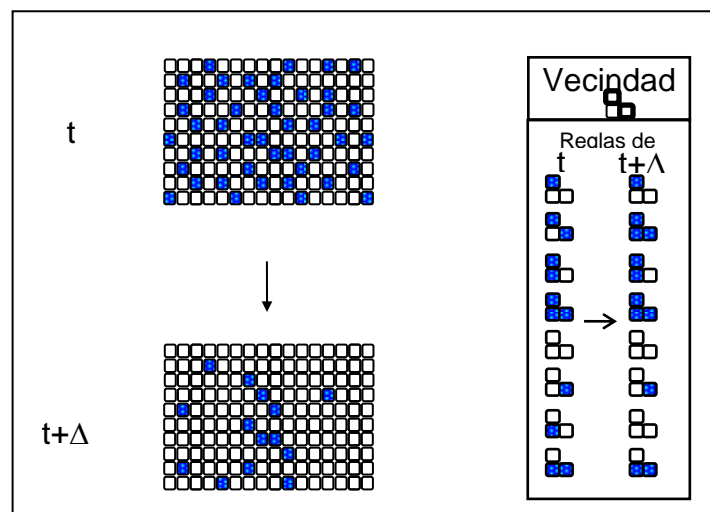 Vecindad
t
Reglas de
t t+Δ
t+Δ